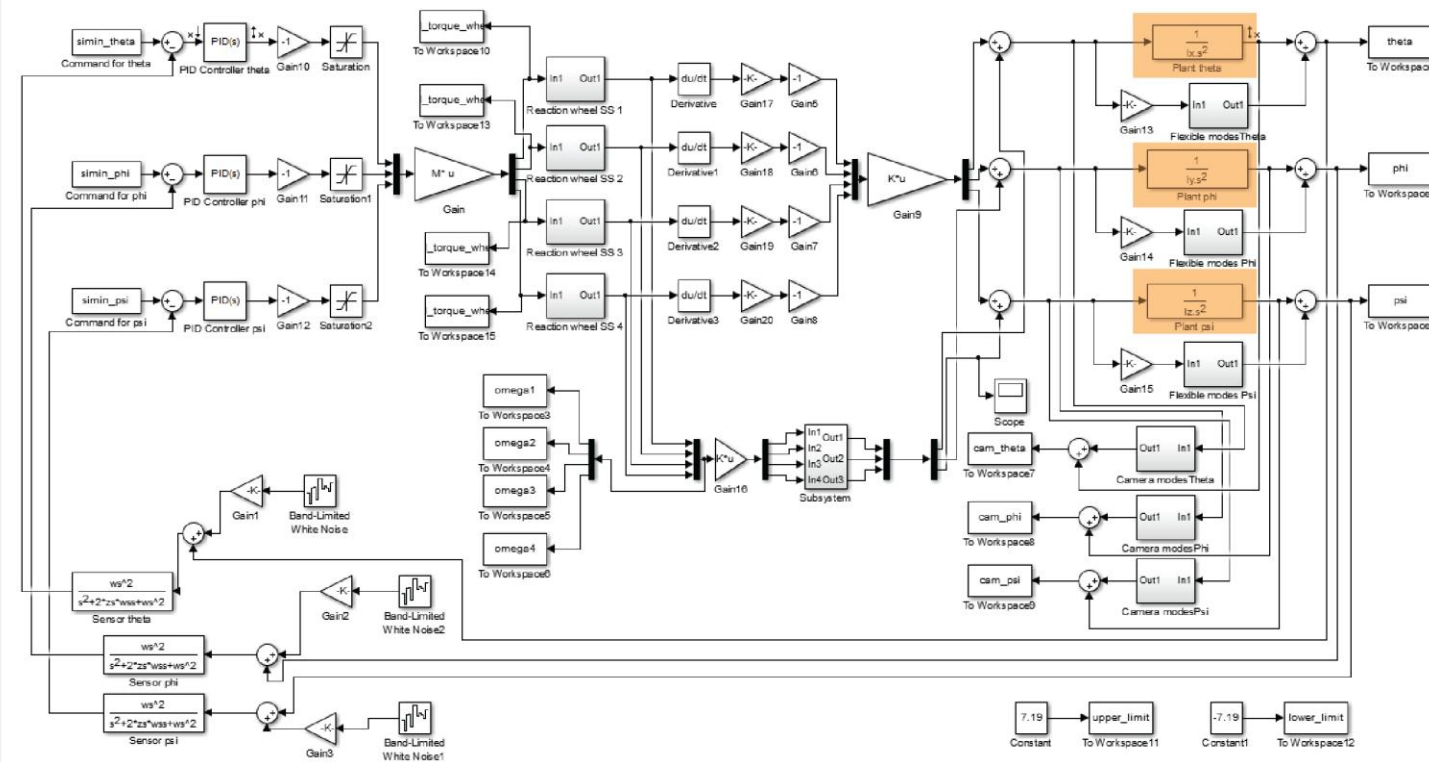 simin_theta
Command for theta
PID(s)
PID Controller theta
-1
Gain10
Saturation
simin_phi
Command for phi
PID(s)
PID Controller phi
-1
Gain11
Saturation1
simin_psi
Command for psi
PID(s)
PID Controller psi
-1
Gain12
Saturation2
M* u
Gain
_torque_whe
To Workspace10
_torque_whe
To Workspace13
_torque_whe
To Workspace14
_torque_whe
To Workspace15
In1 Out1
Reaction wheel SS 1
In1 Out1
Reaction wheel SS 2
In1 Out1
Reaction wheel SS 3
In1 Out1
Reaction wheel SS 4
du/dt
Derivative
-K-
Gain17
-1
Gain5
du/dt
Derivative1
-K-
Gain18
-1
Gain6
du/dt
Derivative2
-K-
Gain19
-1
Gain7
du/dt
Derivative3
-K-
Gain20
-1
Gain8
K*u
Gain9
1
Ix.s2
Plant theta
-K-
Gain13
In1 Out1
Flexible modesTheta
theta
To Workspace
1
Iy.s2
Plant phi
-K-
Gain14
In1 Out1
Flexible modes Phi
phi
To Workspace
1
Iz.s2
Plant psi
-K-
Gain15
In1 Out1
Flexible modes Psi
psi
To Workspace
omega1
To Workspace3
omega2
To Workspace4
omega3
To Workspace5
omega4
To Workspace6
K*u
Gain16
In1
In2
In3
In4
Out1
Out2
Out3
Subsystem
Scope
cam_theta
To Workspace7
Out1 In1
Camera modesTheta
cam_phi
To Workspace8
Out1 In1
Camera modesPhi
cam_psi
To Workspace9
Out1 In1
Camera modesPsi
-K-
Gain1
Band-Limited
White Noise
ws^2
s2+2*zs*wss+ws^2
Sensor theta
-K-
Gain2
Band-Limited
White Noise2
ws^2
s2+2*zs*wss+ws^2
Sensor phi
ws^2
s2+2*zs*wss+ws^2
Sensor psi
-K-
Gain3
Band-Limited
White Noise1
7.19
Constant
upper_limit
To Workspace11
-7.19
Constant1
lower_limit
To Workspace12